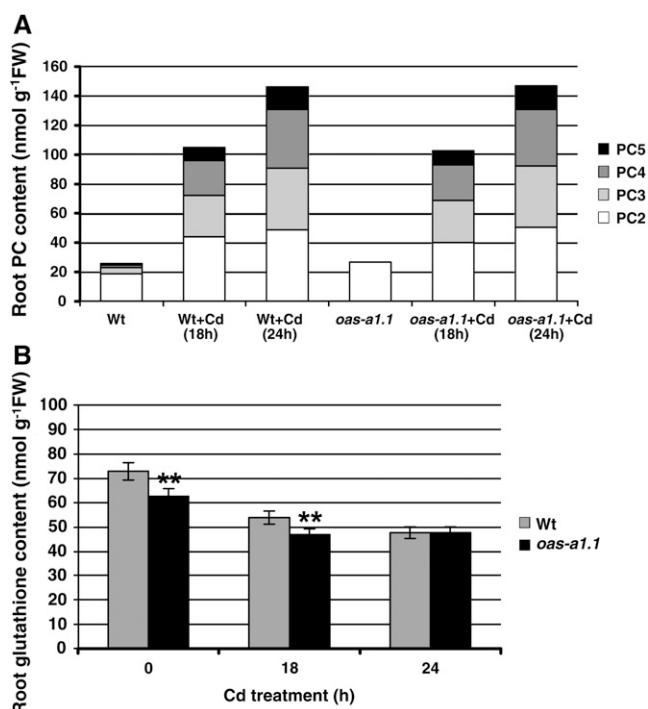 A
Root PC content (nmol g⁻¹FW)
160
140
120
100
80
60
40
20
0
Wt
Wt+Cd
(18h)
Wt+Cd
(24h)
oas-a1.1
oas-a1.1+Cd
(18h)
oas-a1.1+Cd
(24h)
PC5
PC4
PC3
PC2
B
Root glutathione content (nmol g⁻¹FW)
100
90
80
70
60
50
40
30
20
10
0
**
**
0
18
24
Cd treatment (h)
Wt
oas-a1.1